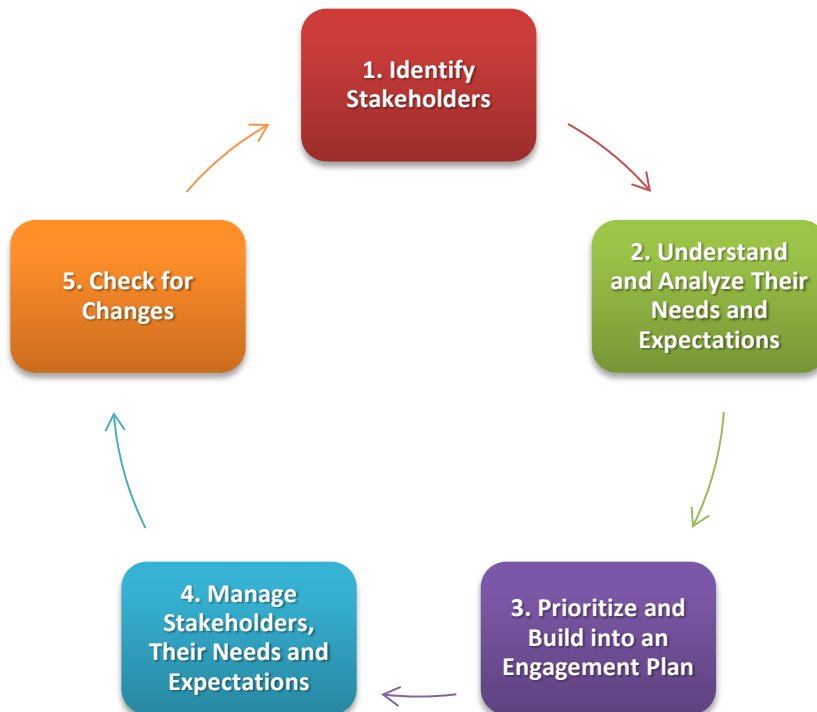 1. Identify
Stakeholders
2. Understand
and Analyze Their
Needs and
Expectations
3. Prioritize and
Build into an
Engagement Plan
4. Manage
Stakeholders,
Their Needs and
Expectations
5. Check for
Changes